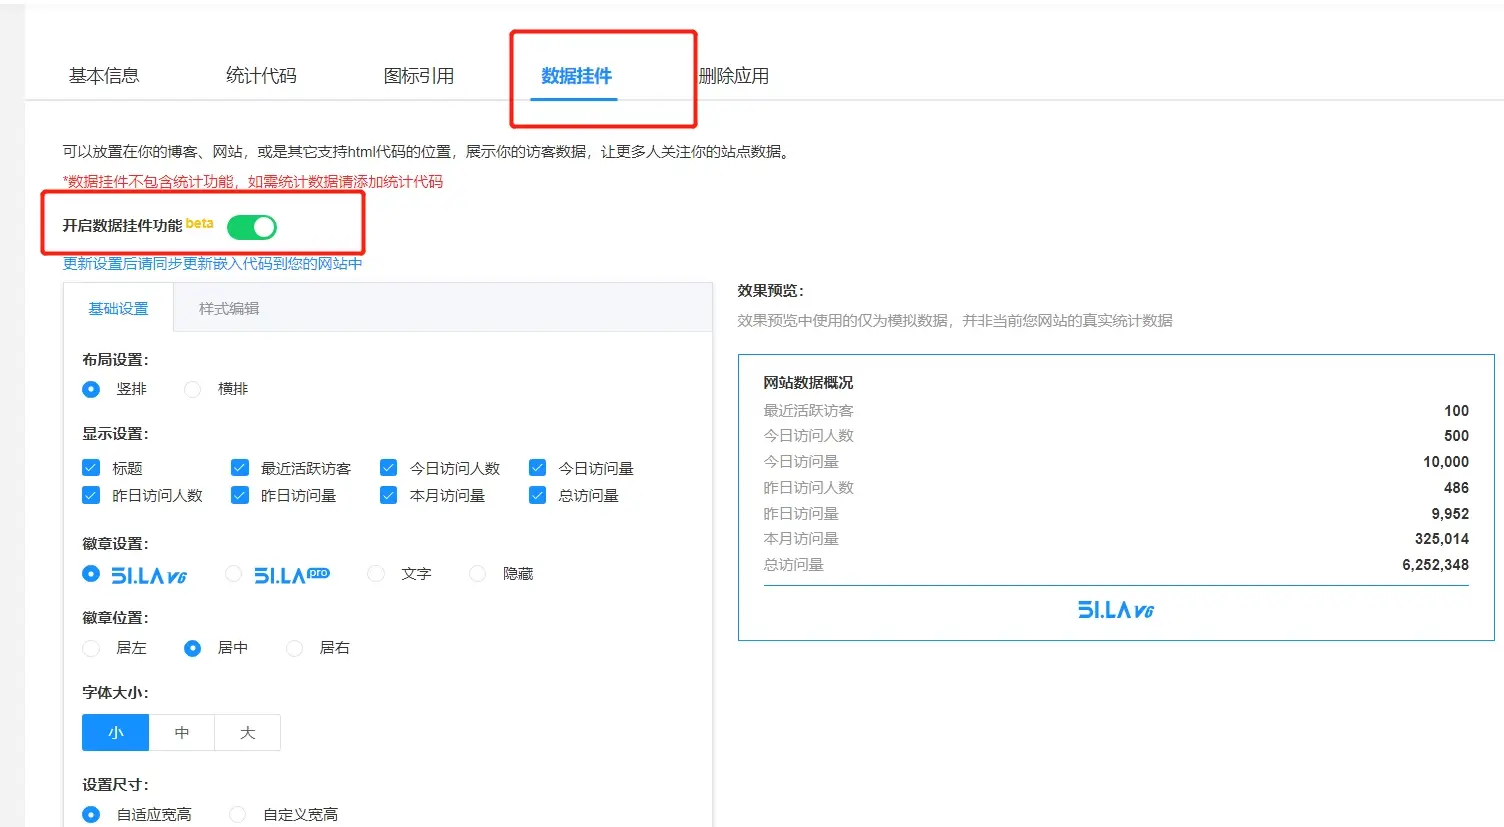 基本信息 统计代码 图标引用 数据挂件 删除应用
可以放置在你的博客、网站，或是其它支持html代码的位置，展示你的访客数据，让更多人关注你的站点数据。
*数据挂件不包含统计功能，如需统计数据请添加统计代码
开启数据挂件功能 beta
更新设置后请同步更新嵌入代码到您的网站中
基础设置 样式编辑
布局设置：
竖排 横排
显示设置：
标题 最近活跃访客 今日访问人数 今日访问量
昨日访问人数 昨日访问量 本月访问量 总访问量
徽章设置：
51.LA V6 51.LA pro 文字 隐藏
徽章位置：
居左 居中 居右
字体大小：
小 中 大
设置尺寸：
自适应宽高 自定义宽高
效果预览：
效果预览中使用的仅为模拟数据，并非当前您网站的真实统计数据
网站数据概况
最近活跃访客 100
今日访问人数 500
今日访问量 10,000
昨日访问人数 486
昨日访问量 9,952
本月访问量 325,014
总访问量 6,252,348
51.LA V6